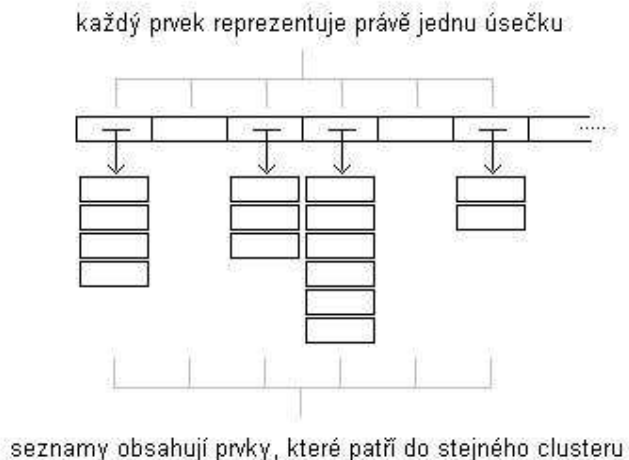 každý prvek reprezentuje právě jednu úsečku
......
seznamy obsahují prvky, které patří do stejného clusteru